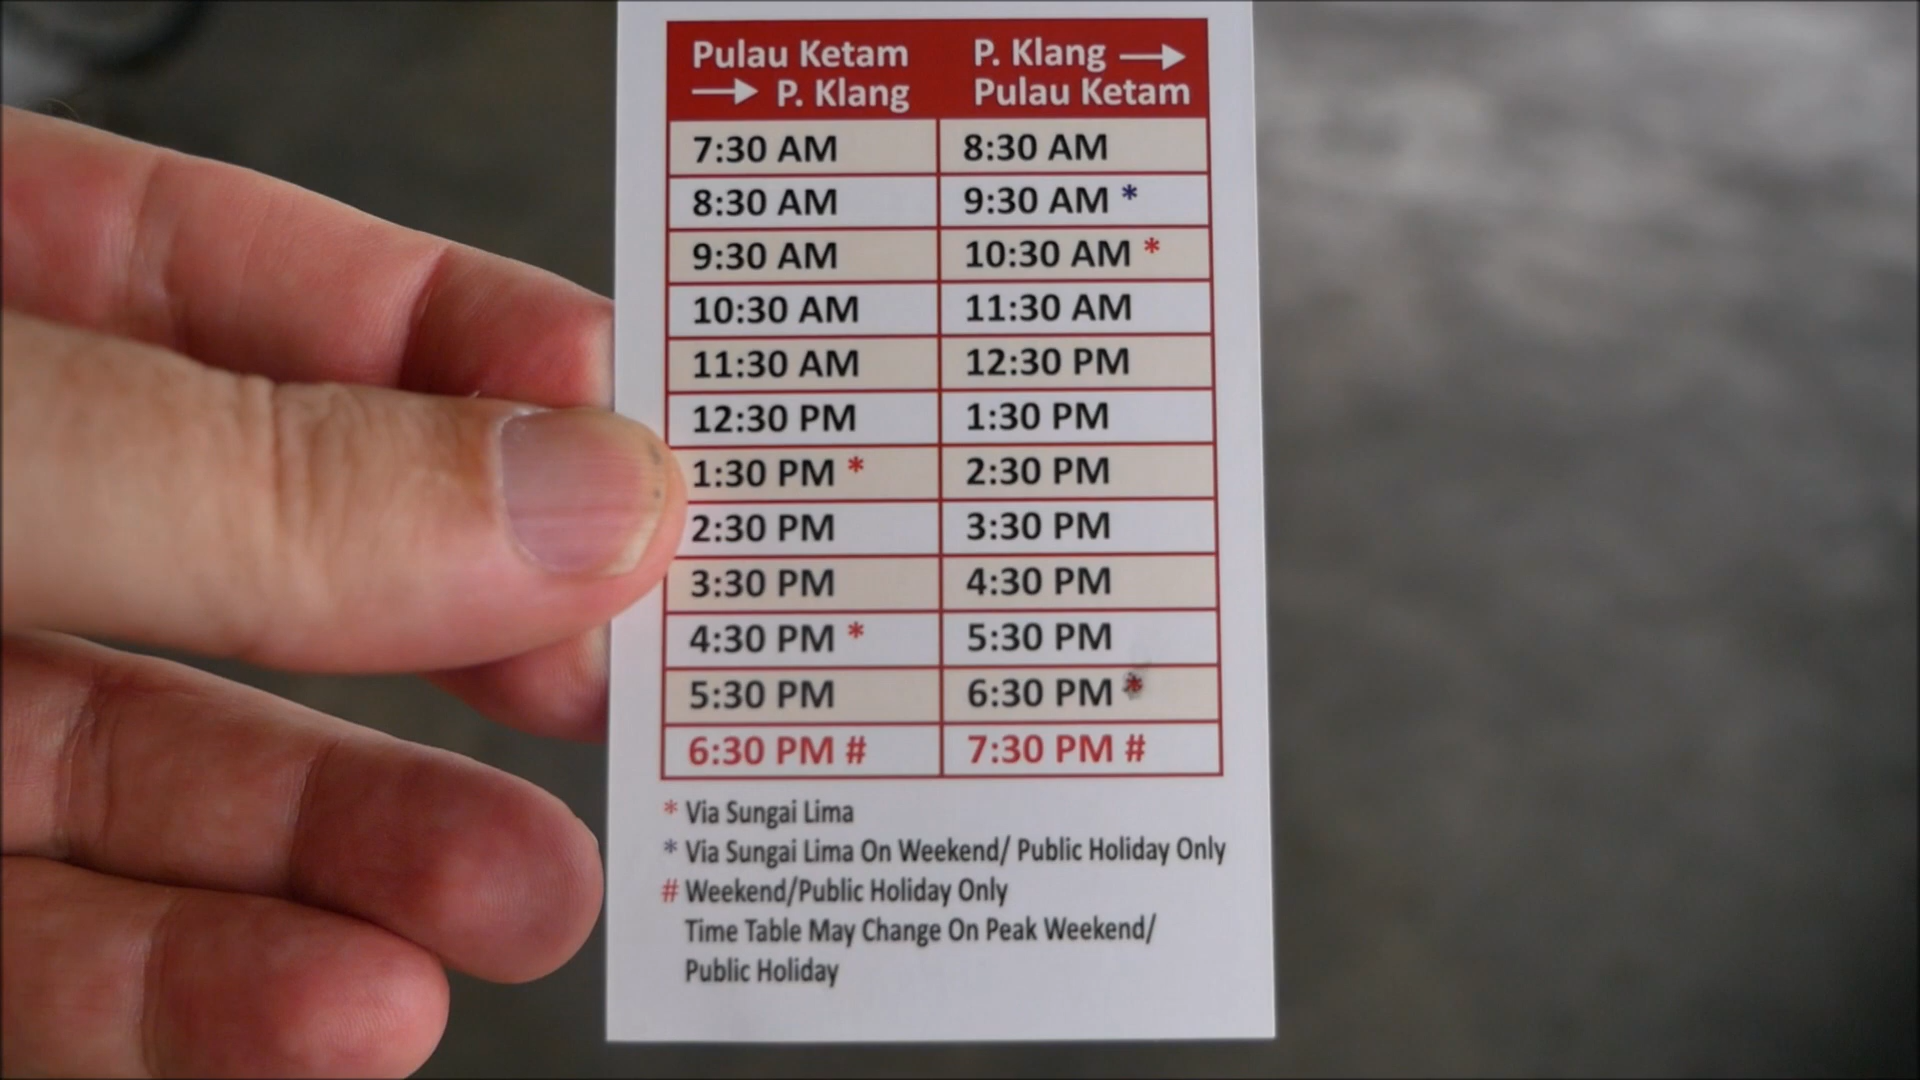 Pulau Ketam → P. Klang
P. Klang → Pulau Ketam
7:30 AM 8:30 AM
8:30 AM 9:30 AM *
9:30 AM 10:30 AM *
10:30 AM 11:30 AM
11:30 AM 12:30 PM
12:30 PM 1:30 PM
1:30 PM * 2:30 PM
2:30 PM 3:30 PM
3:30 PM 4:30 PM
4:30 PM * 5:30 PM
5:30 PM 6:30 PM *
6:30 PM # 7:30 PM #
* Via Sungai Lima
* Via Sungai Lima On Weekend/ Public Holiday Only
# Weekend/Public Holiday Only
Time Table May Change On Peak Weekend/
Public Holiday